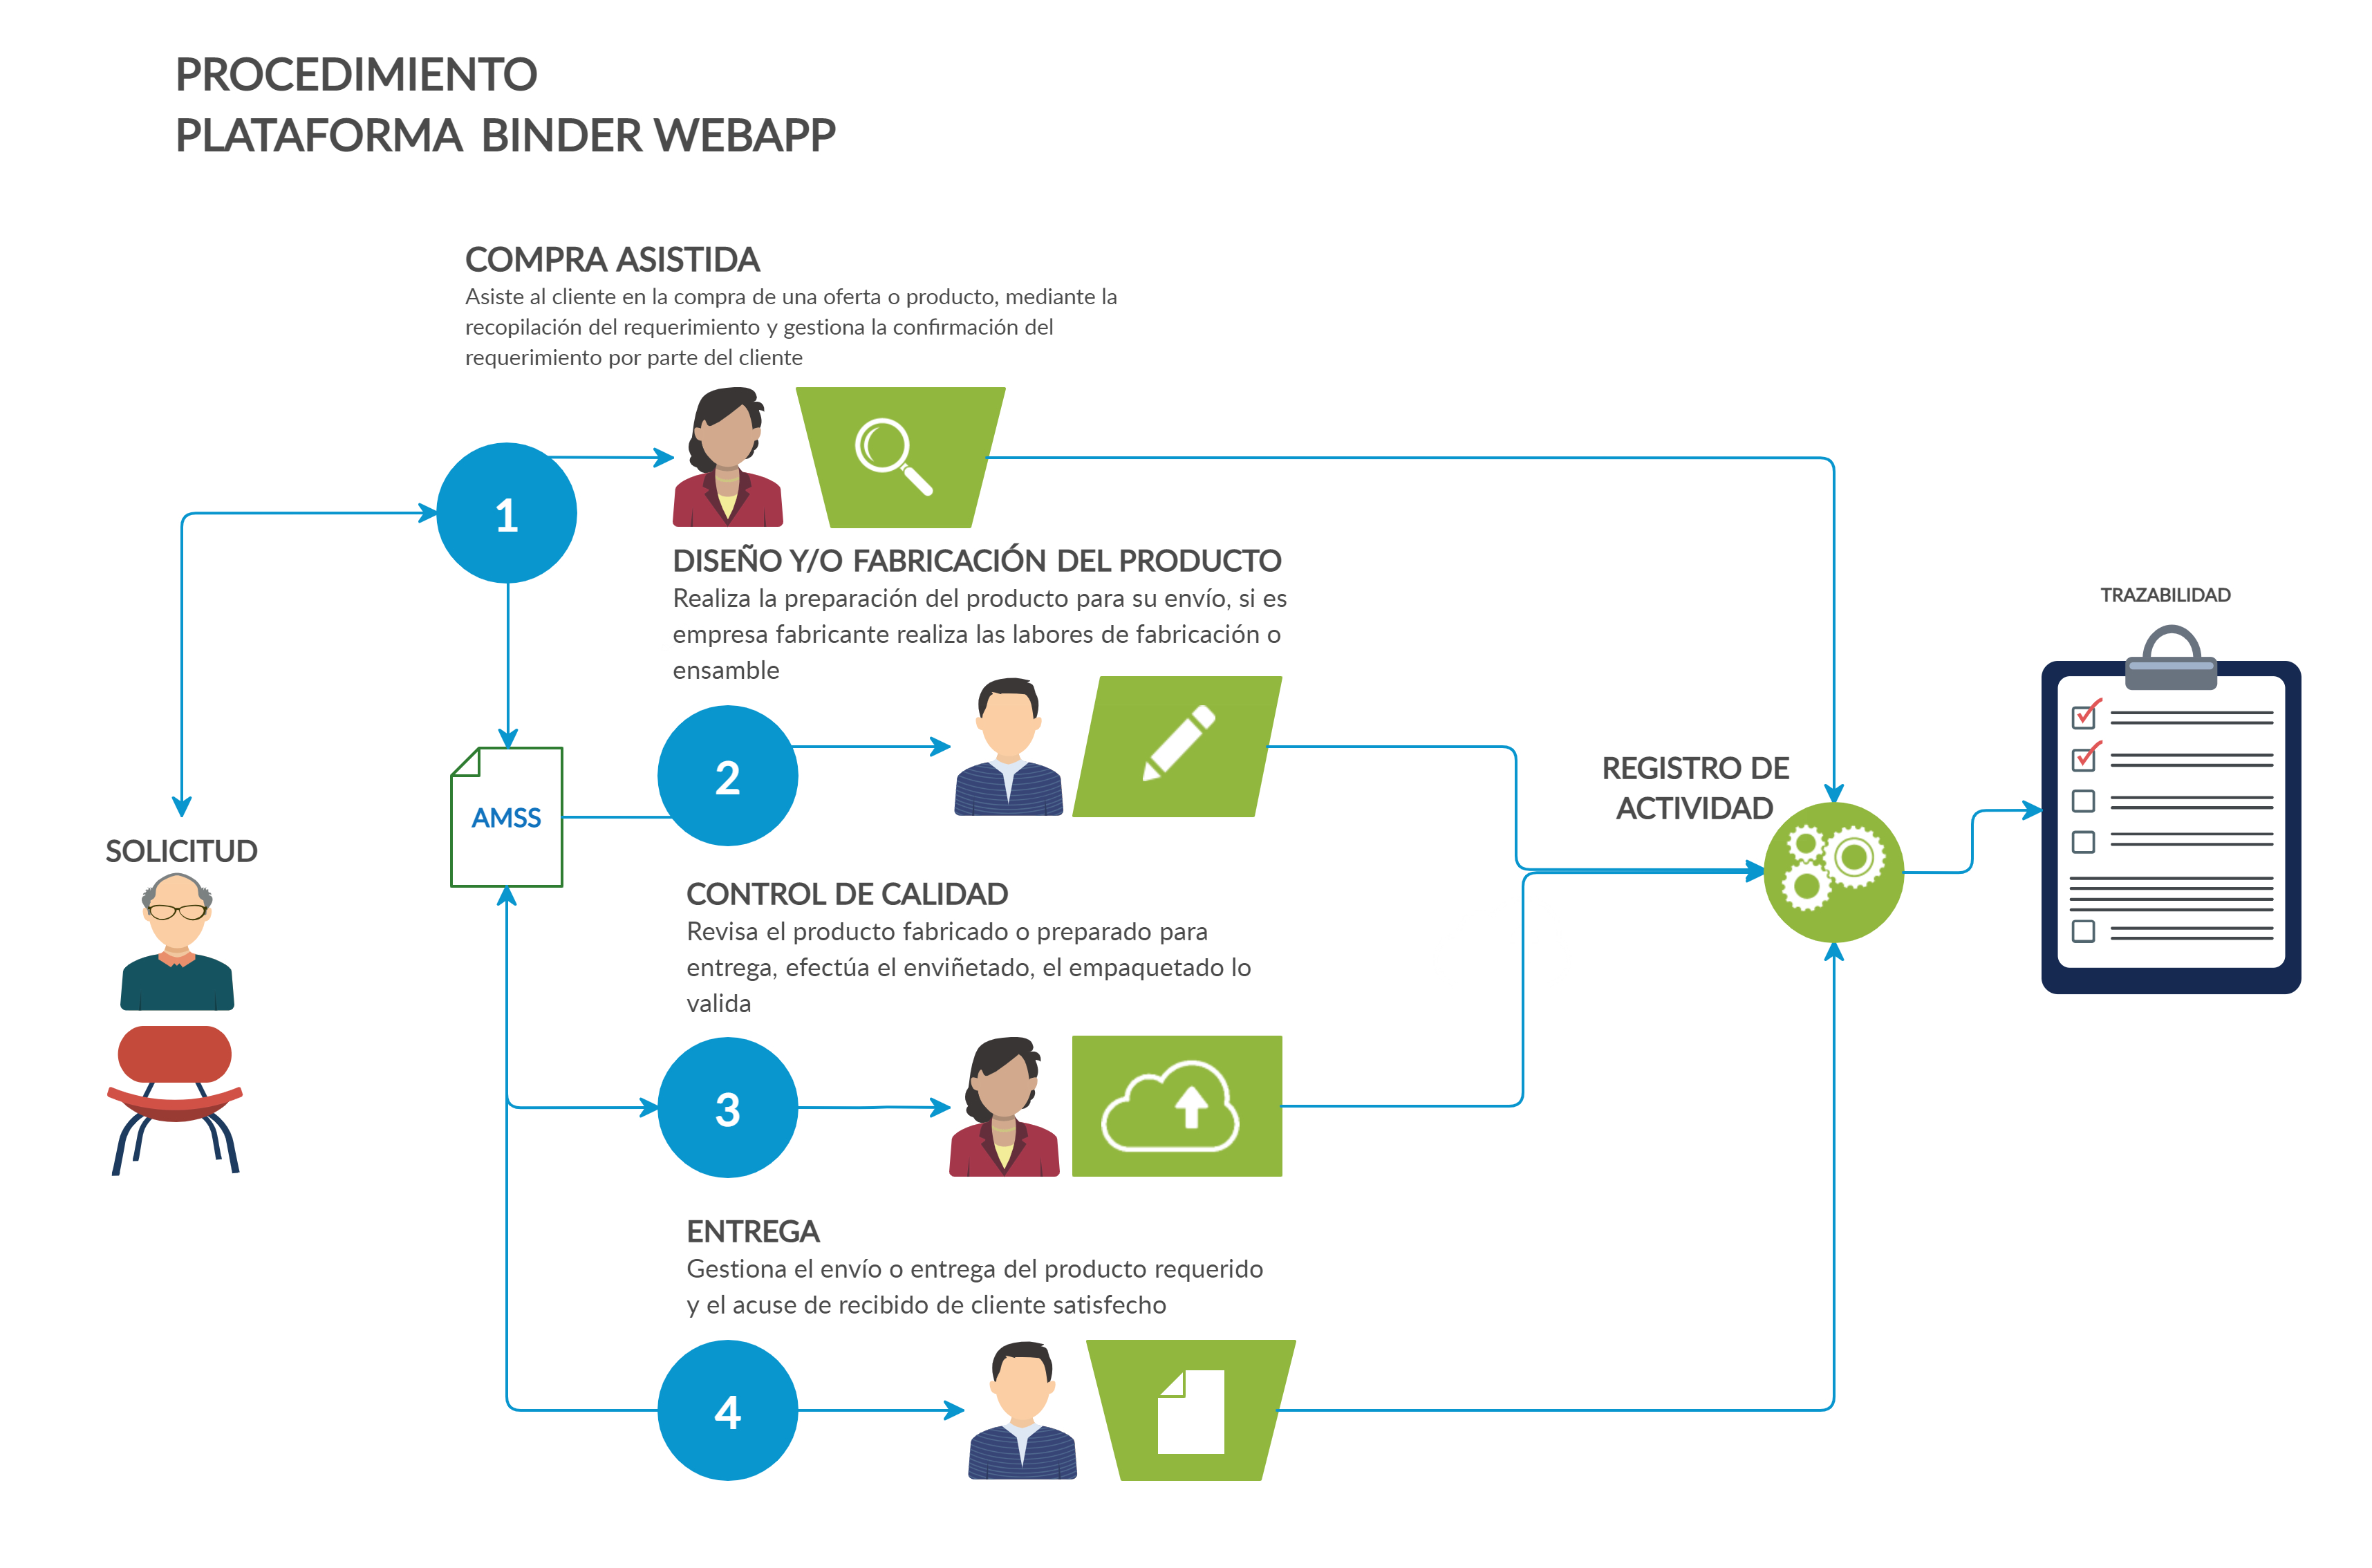 PROCEDIMIENTO
PLATAFORMA BINDER WEBAPP
COMPRA ASISTIDA
Asiste al cliente en la compra de una oferta o producto, mediante la
recopilación del requerimiento y gestiona la confirmación del
requerimiento por parte del cliente
1
DISEÑO Y/O FABRICACIÓN DEL PRODUCTO
Realiza la preparación del producto para su envío, si es
empresa fabricante realiza las labores de fabricación o
ensamble
2
AMSS
SOLICITUD
CONTROL DE CALIDAD
Revisa el producto fabricado o preparado para
entrega, efectúa el enviñetado, el empaquetado lo
valida
3
ENTREGA
Gestiona el envío o entrega del producto requerido
y el acuse de recibido de cliente satisfecho
4
REGISTRO DE
ACTIVIDAD
TRAZABILIDAD